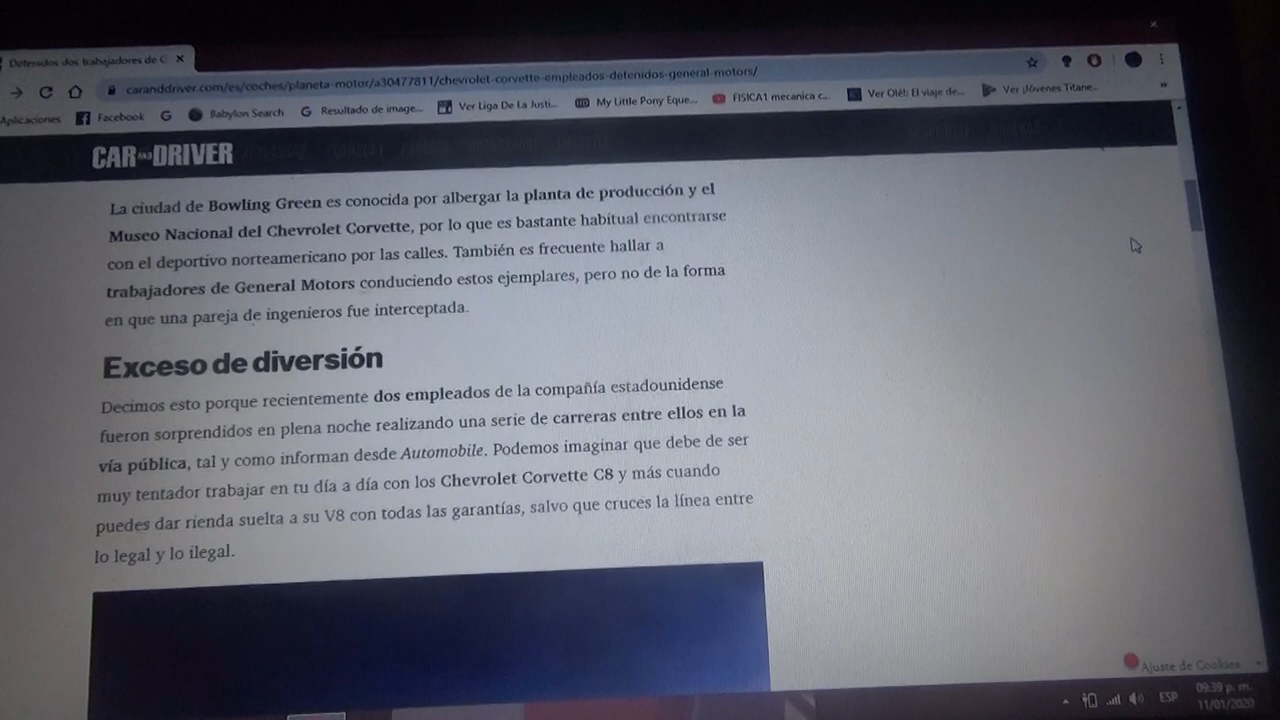 Detenidos dos trabajadores de C
caranddriver.com/es/coches/planeta-motor/a30477811/chevrolet-corvette-empleados-detenidos-general-motors/
Aplicaciones Facebook Babylon Search Resultado de image... Ver Liga De La Justi... My Little Pony Eque... FISICA1 mecanica c... Ver Olé!: El viaje de... Ver ¡Jóvenes Titane... »
CAR AND DRIVER
La ciudad de Bowling Green es conocida por albergar la planta de producción y el
Museo Nacional del Chevrolet Corvette, por lo que es bastante habitual encontrarse
con el deportivo norteamericano por las calles. También es frecuente hallar a
trabajadores de General Motors conduciendo estos ejemplares, pero no de la forma
en que una pareja de ingenieros fue interceptada.
Exceso de diversión
Decimos esto porque recientemente dos empleados de la compañía estadounidense
fueron sorprendidos en plena noche realizando una serie de carreras entre ellos en la
vía pública, tal y como informan desde Automobile. Podemos imaginar que debe de ser
muy tentador trabajar en tu día a día con los Chevrolet Corvette C8 y más cuando
puedes dar rienda suelta a su V8 con todas las garantías, salvo que cruces la línea entre
lo legal y lo ilegal.
Ajuste de Cookies
ESP 09:39 p. m.
11/01/2020